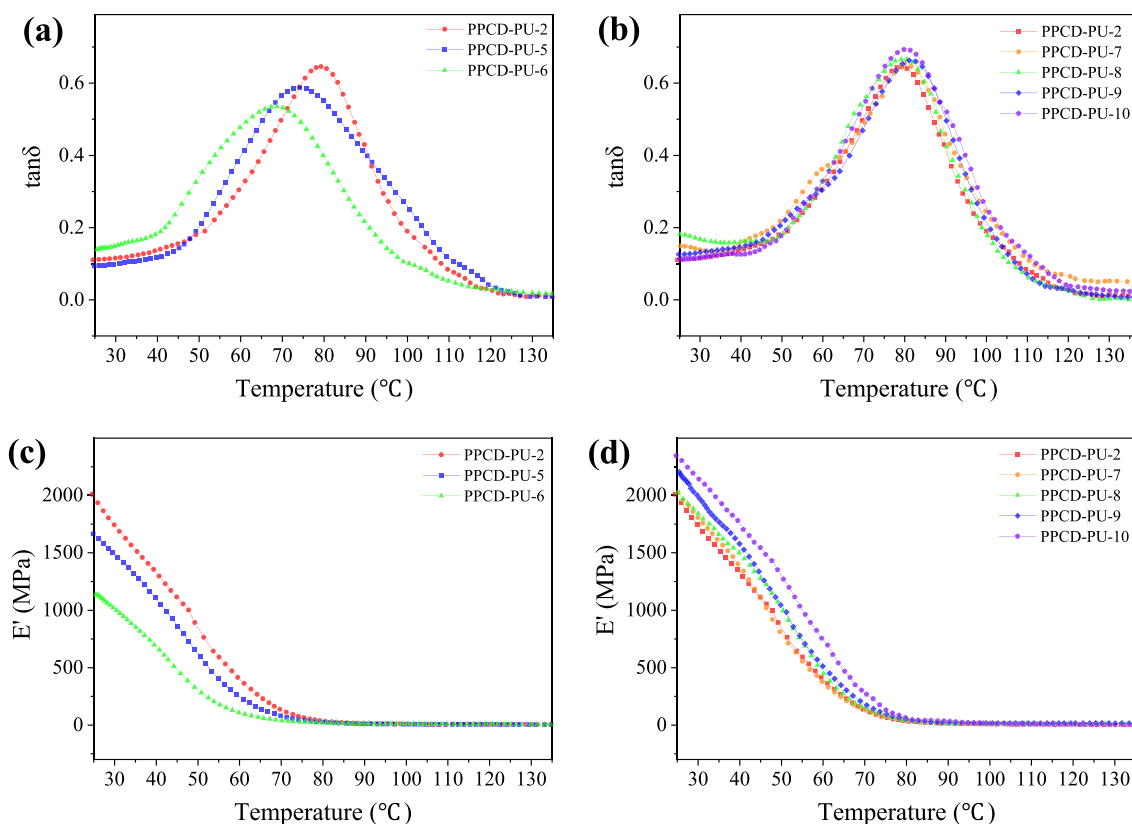 (a)
PPCD-PU-2
PPCD-PU-5
PPCD-PU-6
tanδ
0.6
0.4
0.2
0.0
30 40 50 60 70 80 90 100 110 120 130
Temperature (℃)
(b)
PPCD-PU-2
PPCD-PU-7
PPCD-PU-8
PPCD-PU-9
PPCD-PU-10
tanδ
0.6
0.4
0.2
0.0
30 40 50 60 70 80 90 100 110 120 130
Temperature (℃)
(c)
PPCD-PU-2
PPCD-PU-5
PPCD-PU-6
E' (MPa)
2000
1500
1000
500
0
30 40 50 60 70 80 90 100 110 120 130
Temperature (℃)
(d)
PPCD-PU-2
PPCD-PU-7
PPCD-PU-8
PPCD-PU-9
PPCD-PU-10
E' (MPa)
2000
1500
1000
500
0
30 40 50 60 70 80 90 100 110 120 130
Temperature (℃)